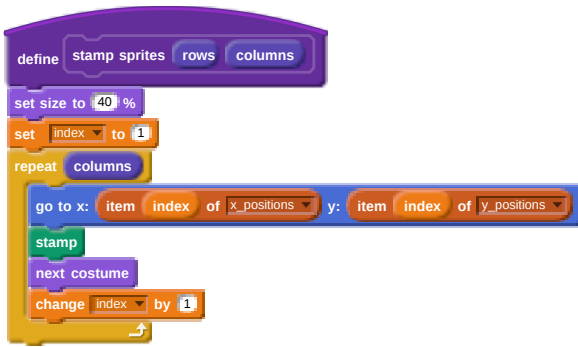 define stamp sprites rows columns
set size to 40 %
set index to 1
repeat columns
go to x: item index of x_positions y: item index of y_positions
stamp
next costume
change index by 1